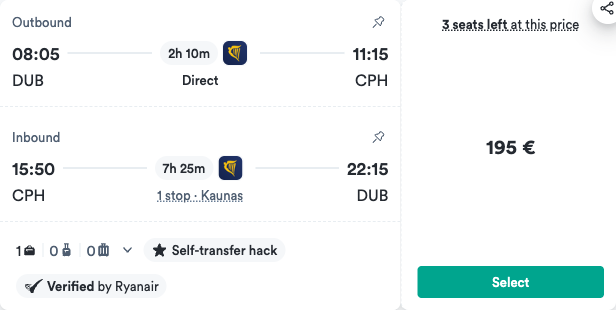 Outbound
3 seats left at this price
08:05 2h 10m 11:15
DUB Direct CPH
195 €
Inbound
15:50 7h 25m 22:15
CPH 1 stop · Kaunas DUB
1 0 0 Self-transfer hack
Verified by Ryanair
Select